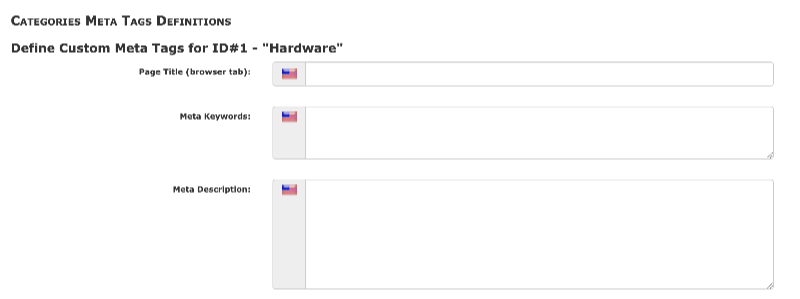 Categories Meta Tags Definitions
Define Custom Meta Tags for ID#1 - "Hardware"
Page Title (browser tab):
Meta Keywords:
Meta Description: